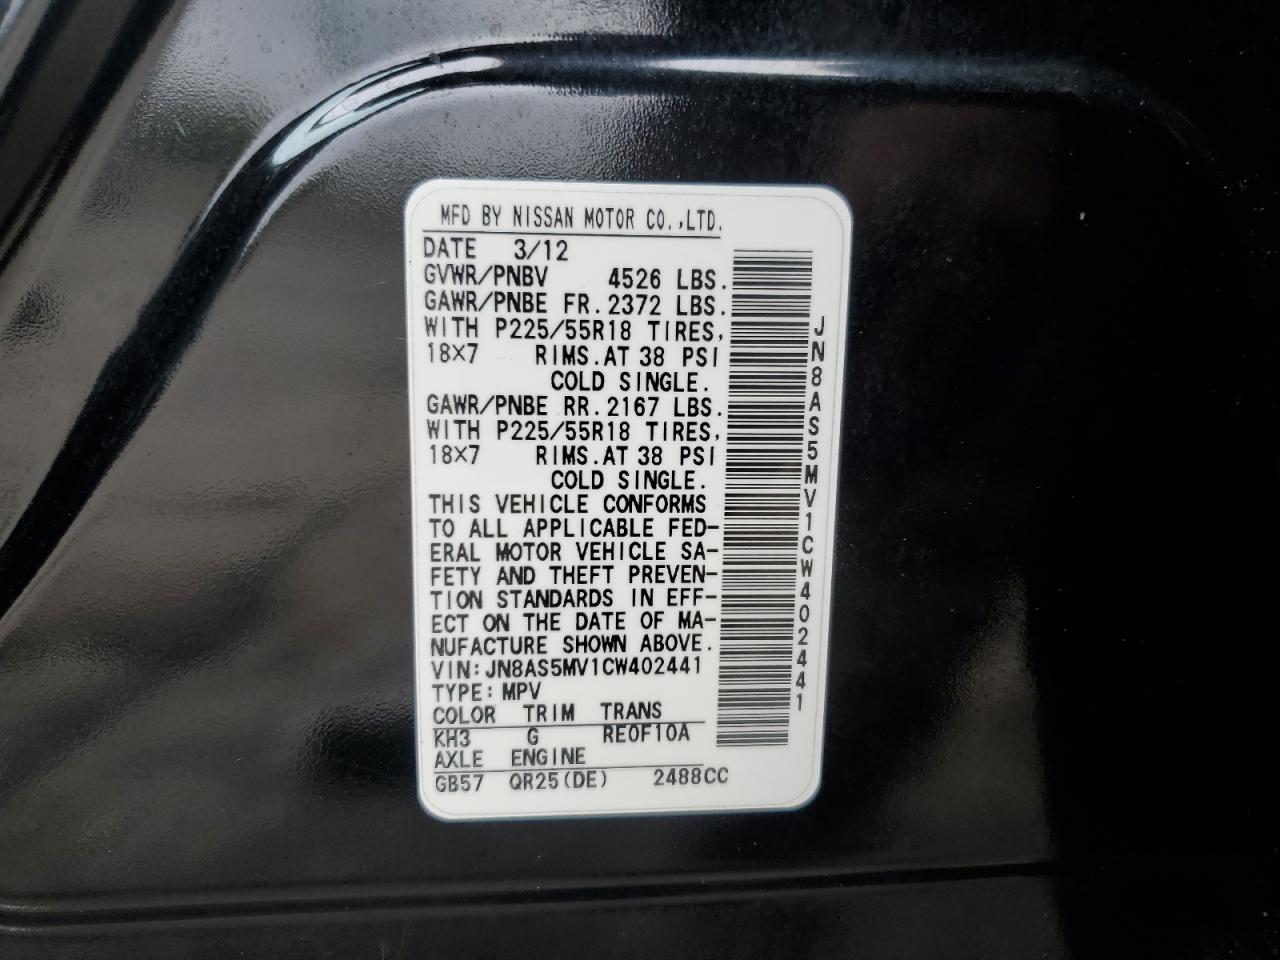 MFD BY NISSAN MOTOR CO.,LTD.
DATE 3/12
GVWR/PNBV 4526 LBS.
GAWR/PNBE FR. 2372 LBS.
WITH P225/55R18 TIRES,
18×7 RIMS. AT 38 PSI
COLD SINGLE.
GAWR/PNBE RR. 2167 LBS.
WITH P225/55R18 TIRES,
18×7 RIMS. AT 38 PSI
COLD SINGLE.
THIS VEHICLE CONFORMS
TO ALL APPLICABLE FED-
ERAL MOTOR VEHICLE SA-
FETY AND THEFT PREVEN-
TION STANDARDS IN EFF-
ECT ON THE DATE OF MA-
NUFACTURE SHOWN ABOVE.
VIN: JN8AS5MV1CW402441
TYPE: MPV
COLOR TRIM TRANS
KH3 G RE0F10A
AXLE ENGINE
GB57 QR25(DE) 2488CC
JN8AS5MV1CW402441